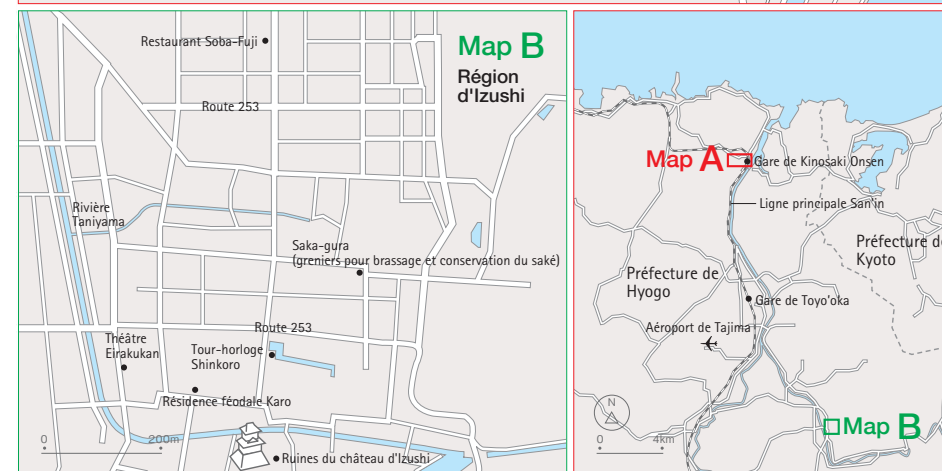 Map B
Région
d'Izushi
Restaurant Soba-Fuji
Route 253
Rivière
Taniyama
Saka-gura
(greniers pour brassage et conservation du saké)
Route 253
Théâtre
Eirakukan
Tour-horloge
Shinkoro
Résidence féodale Karo
0 200m
Ruines du château d'Izushi
Map A
Gare de Kinosaki Onsen
Ligne principale San'in
Préfecture de
Kyoto
Préfecture de
Hyogo
Gare de Toyo'oka
Aéroport de Tajima
N
0 4km
Map B